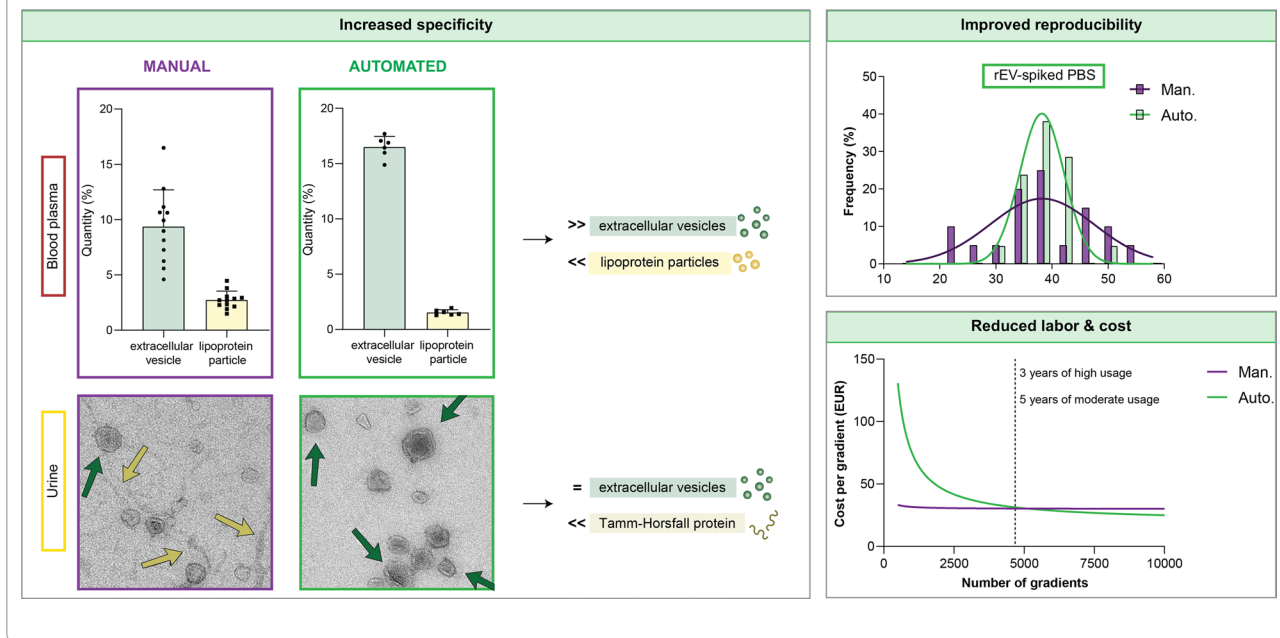 Increased specificity
MANUAL
AUTOMATED
Blood plasma
Quantity (%)
20
15
10
5
0
extracellular
vesicle
lipoprotein
particle
Quantity (%)
20
15
10
5
0
extracellular
vesicle
lipoprotein
particle
>> extracellular vesicles
<< lipoprotein particles
Urine
= extracellular vesicles
<< Tamm-Horsfall protein
Improved reproducibility
rEV-spiked PBS
Man.
Auto.
Frequency (%)
50
40
30
20
10
0
10 20 30 40 50 60
Reduced labor & cost
Cost per gradient (EUR)
150
100
50
0
3 years of high usage
5 years of moderate usage
Man.
Auto.
0 2500 5000 7500 10000
Number of gradients